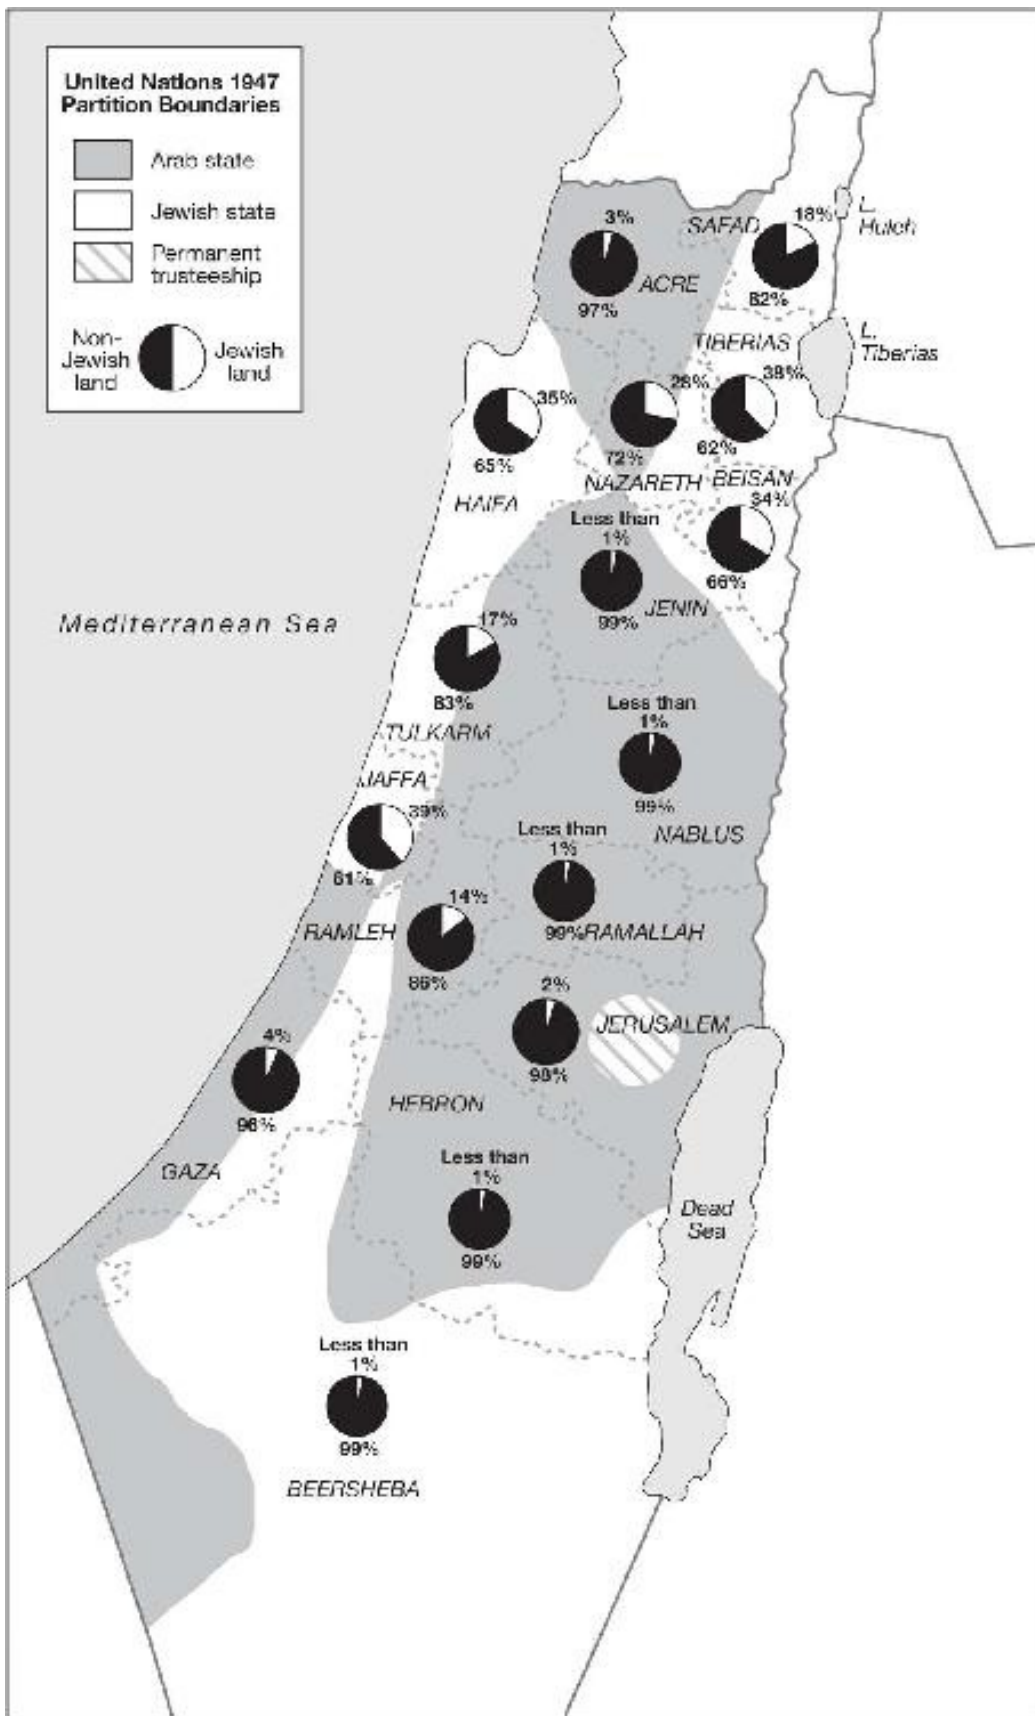 United Nations 1947
Partition Boundaries
Arab state
Jewish state
Permanent
trusteeship
Non-
Jewish
land
Jewish
land
SAFAD
18%
82%
L.
Huleh
3%
97%
ACRE
TIBERIAS
L.
Tiberias
35%
65%
HAIFA
28%
72%
NAZARETH
38%
62%
BEISAN
34%
66%
Less than
1%
99%
JENIN
Mediterranean Sea
17%
83%
TULKARM
Less than
1%
99%
NABLUS
JAFFA
39%
61%
Less than
1%
99%
RAMALLAH
RAMLEH
14%
86%
2%
98%
JERUSALEM
4%
96%
GAZA
HEBRON
Less than
1%
99%
Dead
Sea
Less than
1%
99%
BEERSHEBA